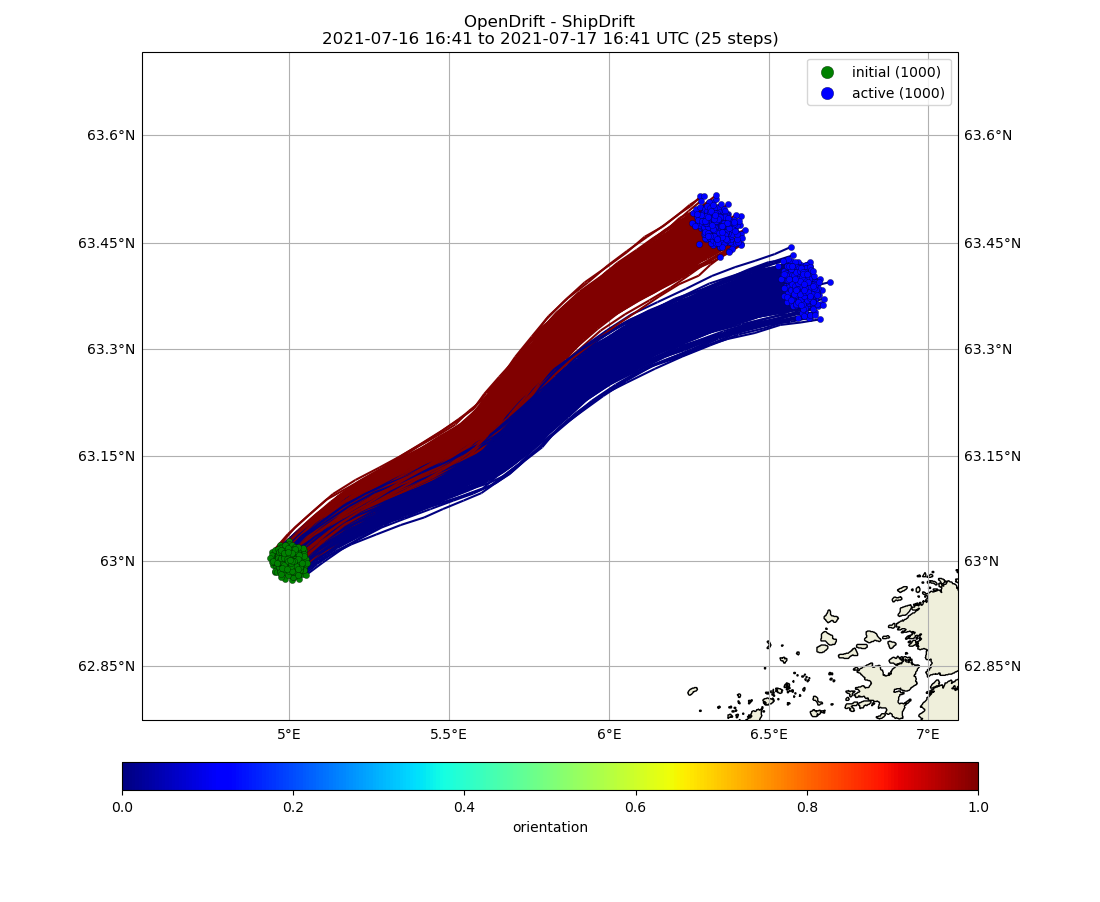 OpenDrift - ShipDrift
2021-07-16 16:41 to 2021-07-17 16:41 UTC (25 steps)
initial (1000)
active (1000)
63.6°N 63.6°N
63.45°N 63.45°N
63.3°N 63.3°N
63.15°N 63.15°N
63°N 63°N
62.85°N 62.85°N
5°E 5.5°E 6°E 6.5°E 7°E
0.0 0.2 0.4 0.6 0.8 1.0
orientation